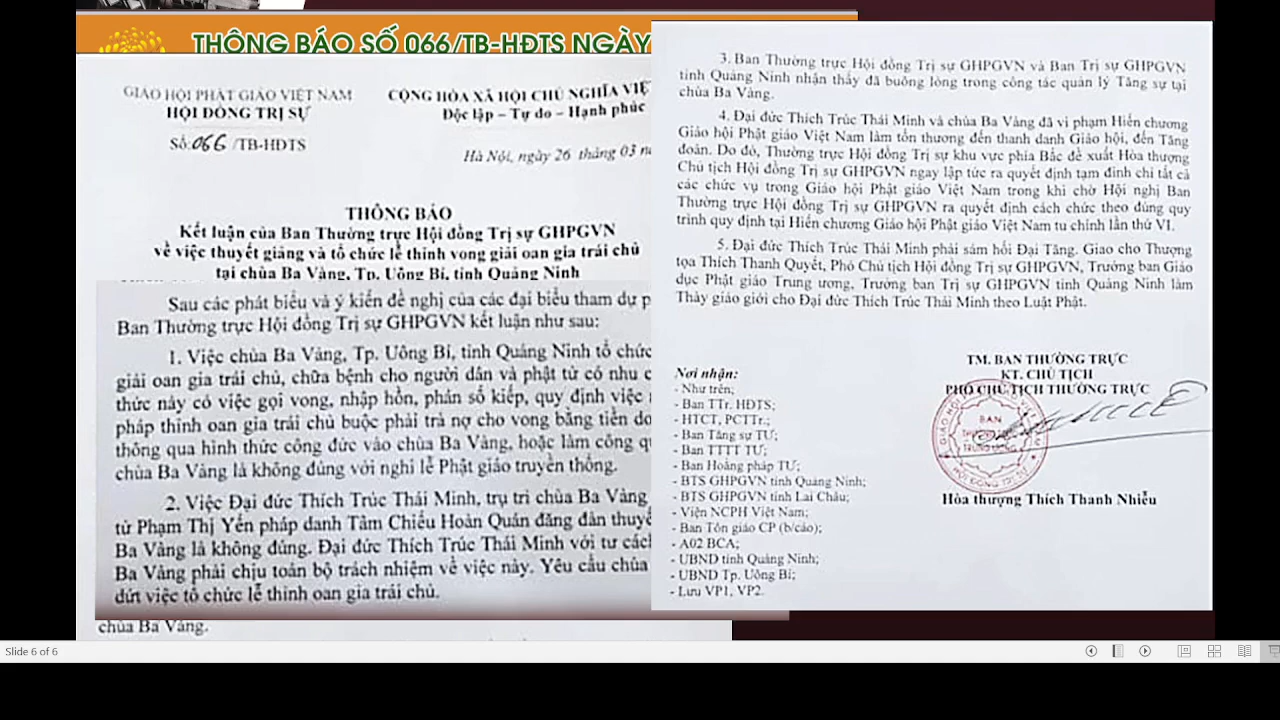 THÔNG BÁO SỐ 066/TB-HĐTS NGÀY
GIÁO HỘI PHẬT GIÁO VIỆT NAM
HỘI ĐỒNG TRỊ SỰ
Số: 066 /TB-HĐTS
CỘNG HÒA XÃ HỘI CHỦ NGHĨA VIỆ
Độc lập – Tự do – Hạnh phúc
Hà Nội, ngày 26 tháng 03 n
THÔNG BÁO
Kết luận của Ban Thường trực Hội đồng Trị sự GHPGVN
về việc thuyết giảng và tổ chức lễ thỉnh vong giải oan gia trái chủ
tại chùa Ba Vàng, Tp. Uông Bí, tỉnh Quảng Ninh
Sau các phát biểu và ý kiến đề nghị của các đại biểu tham dự p
Ban Thường trực Hội đồng Trị sự GHPGVN kết luận như sau:
1. Việc chùa Ba Vàng, Tp. Uông Bí, tỉnh Quảng Ninh tổ chức
giải oan gia trái chủ, chữa bệnh cho người dân và phật tử có nhu c
thức này có việc gọi vong, nhập hồn, phán số kiếp, quy định việc
pháp thỉnh oan gia trái chủ buộc phải trả nợ cho vong bằng tiền do
thông qua hình thức công đức vào chùa Ba Vàng, hoặc làm công qu
chùa Ba Vàng là không đúng với nghi lễ Phật giáo truyền thống.
2. Việc Đại đức Thích Trúc Thái Minh, trụ trì chùa Ba Vàng
tử Phạm Thị Yến pháp danh Tâm Chiếu Hoàn Quán đăng đàn thuyế
Ba Vàng là không đúng. Đại đức Thích Trúc Thái Minh với tư các
Ba Vàng phải chịu toàn bộ trách nhiệm về việc này. Yêu cầu chùa
dứt việc tổ chức lễ thỉnh oan gia trái chủ.
chùa Ba Vàng.
3. Ban Thường trực Hội đồng Trị sự GHPGVN và Ban Trị sự GHPGVN
tỉnh Quảng Ninh nhận thấy đã buông lỏng trong công tác quản lý Tăng sự tại
chùa Ba Vàng.
4. Đại đức Thích Trúc Thái Minh và chùa Ba Vàng đã vi phạm Hiến chương
Giáo hội Phật giáo Việt Nam làm tổn thương đến thanh danh Giáo hội, đến Tăng
đoàn. Do đó, Thường trực Hội đồng Trị sự khu vực phía Bắc đề xuất Hòa thượng
Chủ tịch Hội đồng Trị sự GHPGVN ngay lập tức ra quyết định tạm đình chỉ tất cả
các chức vụ trong Giáo hội Phật giáo Việt Nam trong khi chờ Hội nghị Ban
Thường trực Hội đồng Trị sự GHPGVN ra quyết định cách chức theo đúng quy
trình quy định tại Hiến chương Giáo hội Phật giáo Việt Nam tu chỉnh lần thứ VI.
5. Đại đức Thích Trúc Thái Minh phải sám hối Đại Tăng. Giao cho Thượng
tọa Thích Thanh Quyết, Phó Chủ tịch Hội đồng Trị sự GHPGVN, Trưởng ban Giáo
dục Phật giáo Trung ương, Trưởng ban Trị sự GHPGVN tỉnh Quảng Ninh làm
Thầy giáo giới cho Đại đức Thích Trúc Thái Minh theo Luật Phật.
Nơi nhận:
- Như trên;
- Ban TTr. HĐTS;
- HTCT, PCTTr.;
- Ban Tăng sự TƯ;
- Ban TTTT TƯ;
- Ban Hoằng pháp TƯ;
- BTS GHPGVN tỉnh Quảng Ninh;
- BTS GHPGVN tỉnh Lai Châu;
- Viện NCPH Việt Nam;
- Ban Tôn giáo CP (b/cáo);
- A02 BCA;
- UBND tỉnh Quảng Ninh;
- UBND Tp. Uông Bí;
- Lưu VP1, VP2.
TM. BAN THƯỜNG TRỰC
KT. CHỦ TỊCH
PHÓ CHỦ TỊCH THƯỜNG TRỰC
BAN
Hòa thượng Thích Thanh Nhiễu
Slide 6 of 6